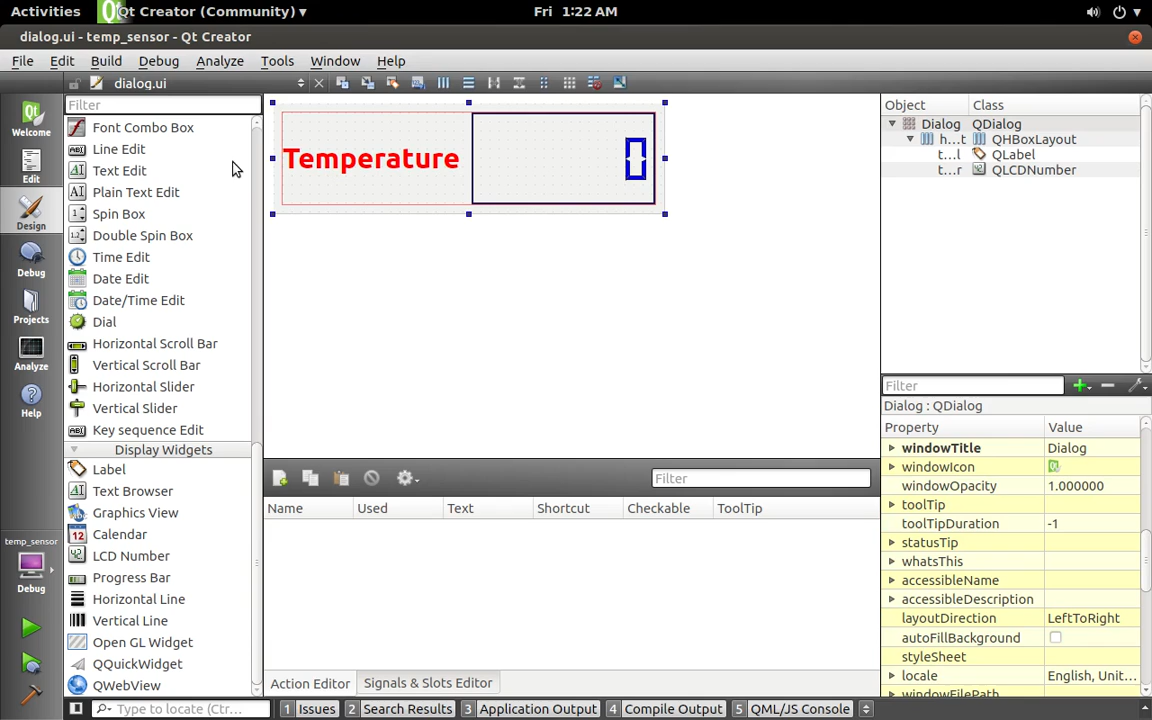 Activities Qt Creator (Community) ▾ Fri 1:22 AM
dialog.ui - temp_sensor - Qt Creator
File Edit Build Debug Analyze Tools Window Help
dialog.ui
Welcome
Edit
Design
Debug
Projects
Analyze
Help
temp_sensor
Debug
Filter
Font Combo Box
Line Edit
Text Edit
Plain Text Edit
Spin Box
Double Spin Box
Time Edit
Date Edit
Date/Time Edit
Dial
Horizontal Scroll Bar
Vertical Scroll Bar
Horizontal Slider
Vertical Slider
Key sequence Edit
Display Widgets
Label
Text Browser
Graphics View
Calendar
LCD Number
Progress Bar
Horizontal Line
Vertical Line
Open GL Widget
QQuickWidget
QWebView
Temperature 0
Filter
Name Used Text Shortcut Checkable ToolTip
Action Editor Signals & Slots Editor
Object Class
Dialog QDialog
h...t QHBoxLayout
t...l QLabel
t...r QLCDNumber
Filter
Dialog : QDialog
Property Value
windowTitle Dialog
windowIcon
windowOpacity 1.000000
toolTip
toolTipDuration -1
statusTip
whatsThis
accessibleName
accessibleDescription
layoutDirection LeftToRight
autoFillBackground
styleSheet
locale English, Unit...
windowFilePath
Type to locate (Ctr... 1 Issues 2 Search Results 3 Application Output 4 Compile Output 5 QML/JS Console